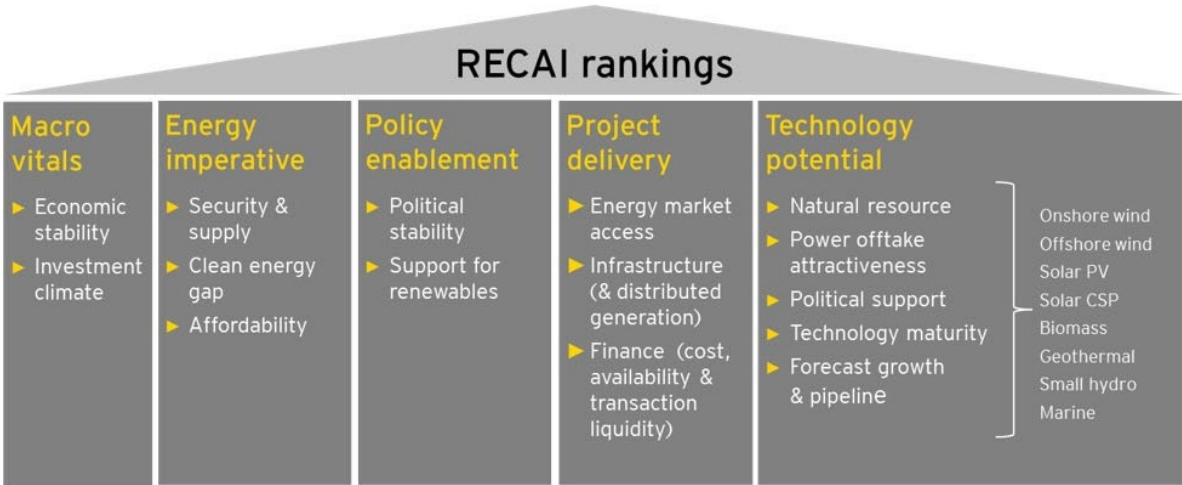 RECAI rankings
Macro
vitals
► Economic
stability
► Investment
climate
Energy
imperative
► Security &
supply
► Clean energy
gap
► Affordability
Policy
enablement
► Political
stability
► Support for
renewables
Project
delivery
► Energy market
access
► Infrastructure
(& distributed
generation)
► Finance (cost,
availability &
transaction
liquidity)
Technology
potential
► Natural resource
► Power offtake
attractiveness
► Political support
► Technology maturity
► Forecast growth
& pipeline
Onshore wind
Offshore wind
Solar PV
Solar CSP
Biomass
Geothermal
Small hydro
Marine